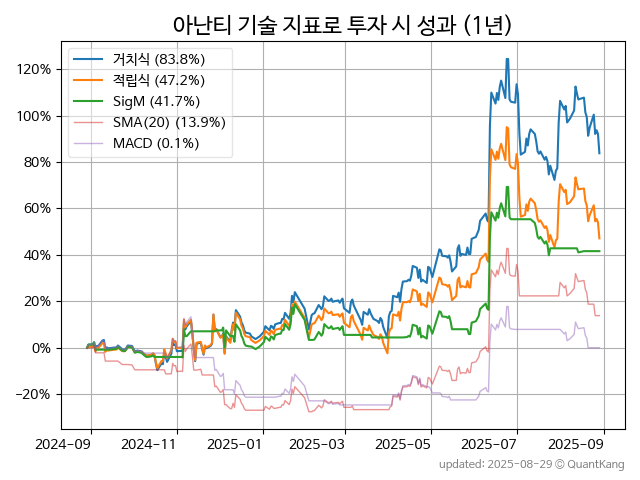 아난티 기술 지표로 투자 시 성과 (1년)
거치식 (83.8%)
적립식 (47.2%)
SigM (41.7%)
SMA(20) (13.9%)
MACD (0.1%)
120%
100%
80%
60%
40%
20%
0%
−20%
2024-09 2024-11 2025-01 2025-03 2025-05 2025-07 2025-09
updated: 2025-08-29 © QuantKang